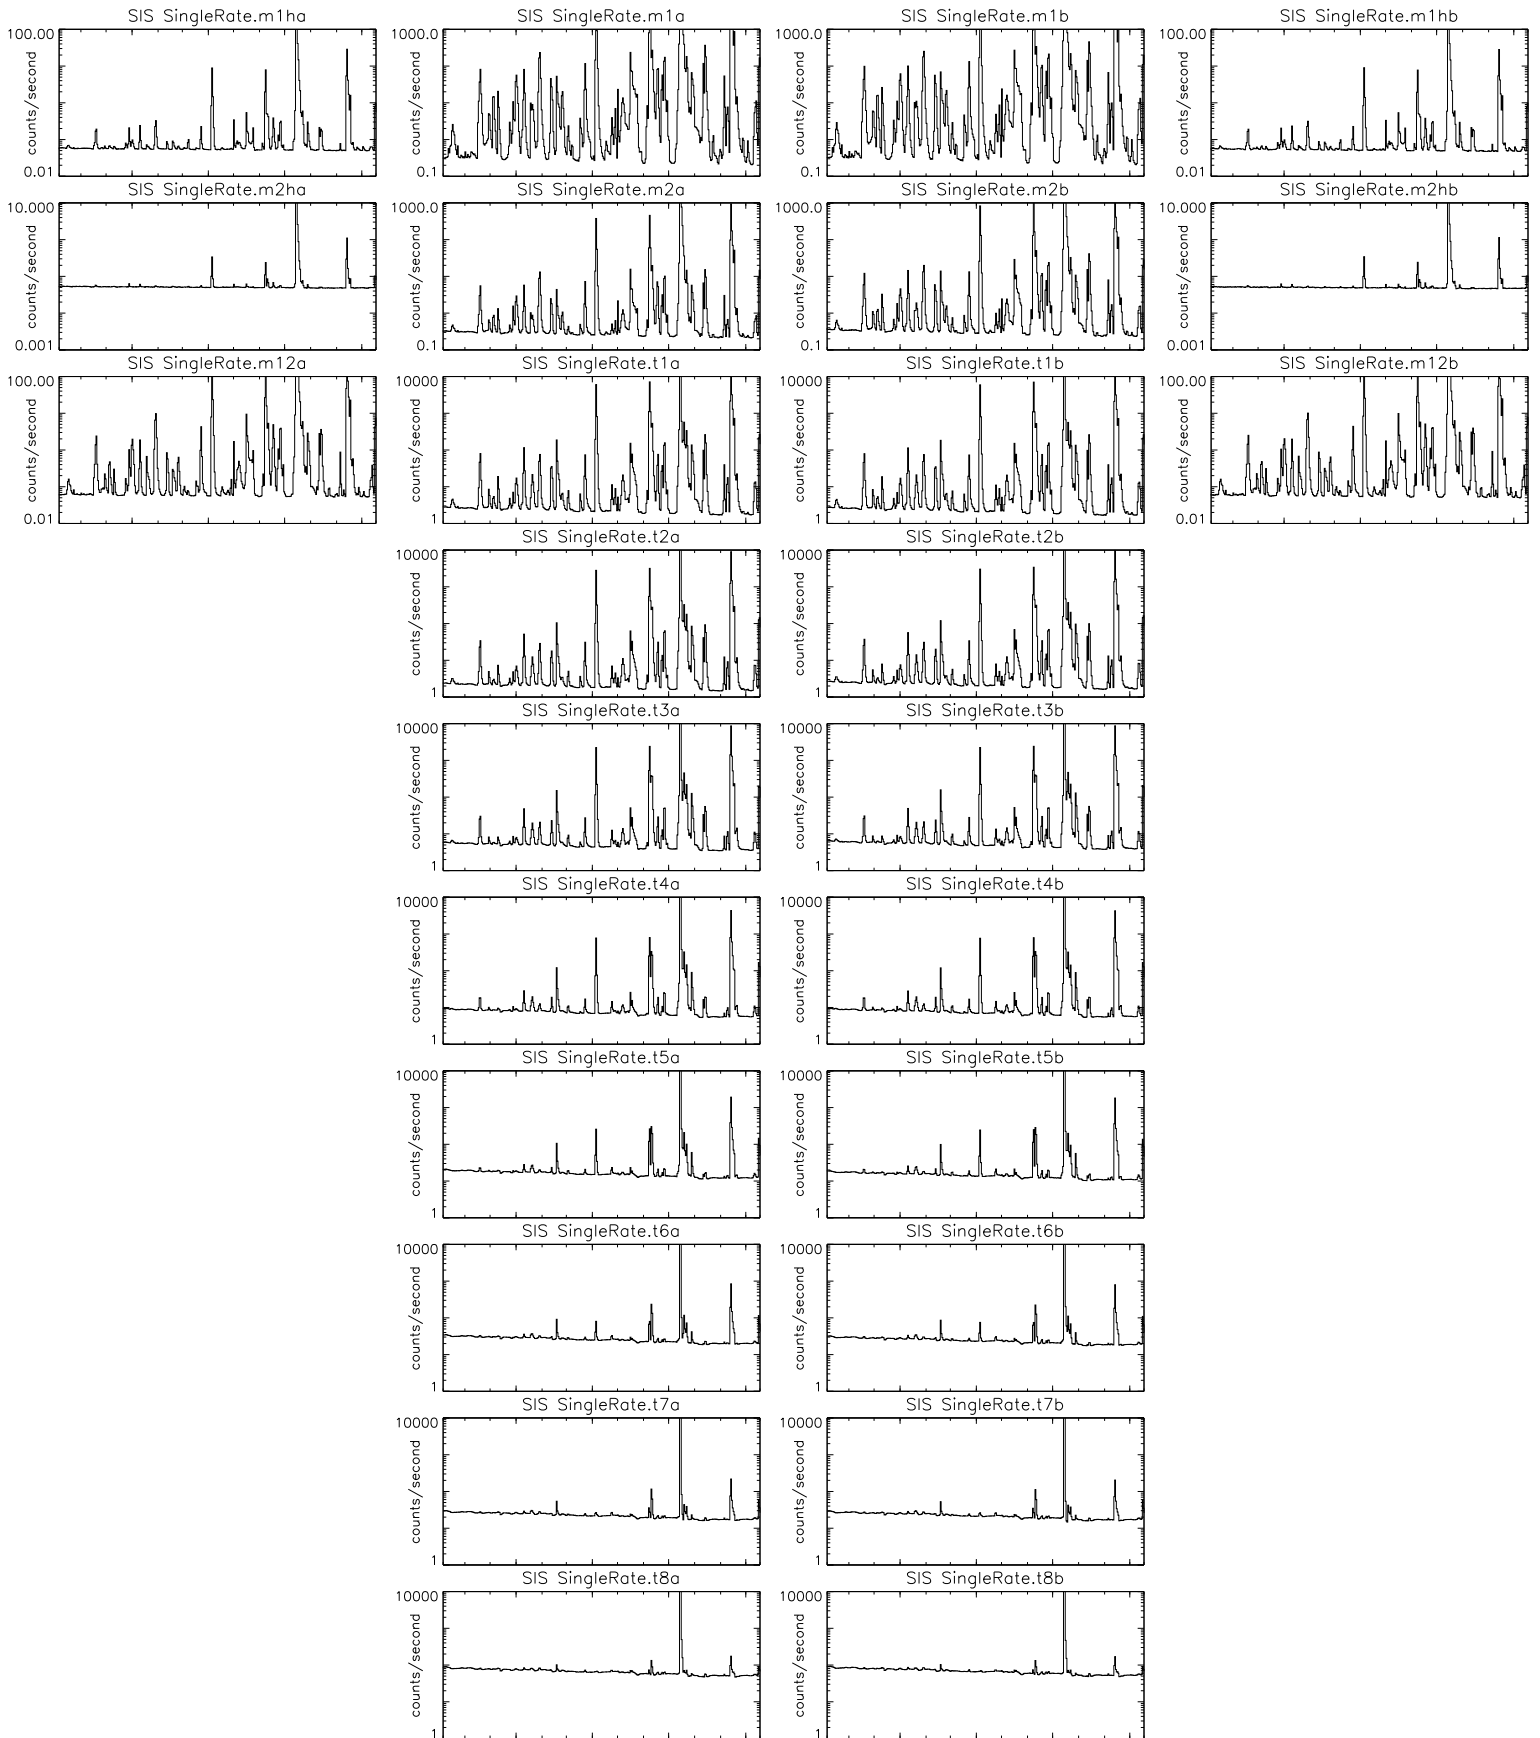 SIS SingleRate.m1ha
SIS SingleRate.m1a
SIS SingleRate.m1b
SIS SingleRate.m1hb
100.00
counts/second
0.01
1000.0
counts/second
0.1
1000.0
counts/second
0.1
100.00
counts/second
0.01
SIS SingleRate.m2ha
SIS SingleRate.m2a
SIS SingleRate.m2b
SIS SingleRate.m2hb
10.000
counts/second
0.001
1000.0
counts/second
0.1
1000.0
counts/second
0.1
10.000
counts/second
0.001
SIS SingleRate.m12a
SIS SingleRate.t1a
SIS SingleRate.t1b
SIS SingleRate.m12b
100.00
counts/second
0.01
10000
counts/second
1
10000
counts/second
1
100.00
counts/second
0.01
SIS SingleRate.t2a
SIS SingleRate.t2b
10000
counts/second
1
10000
counts/second
1
SIS SingleRate.t3a
SIS SingleRate.t3b
10000
counts/second
1
10000
counts/second
1
SIS SingleRate.t4a
SIS SingleRate.t4b
10000
counts/second
1
10000
counts/second
1
SIS SingleRate.t5a
SIS SingleRate.t5b
10000
counts/second
1
10000
counts/second
1
SIS SingleRate.t6a
SIS SingleRate.t6b
10000
counts/second
1
10000
counts/second
1
SIS SingleRate.t7a
SIS SingleRate.t7b
10000
counts/second
1
10000
counts/second
1
SIS SingleRate.t8a
SIS SingleRate.t8b
10000
counts/second
1
10000
counts/second
1